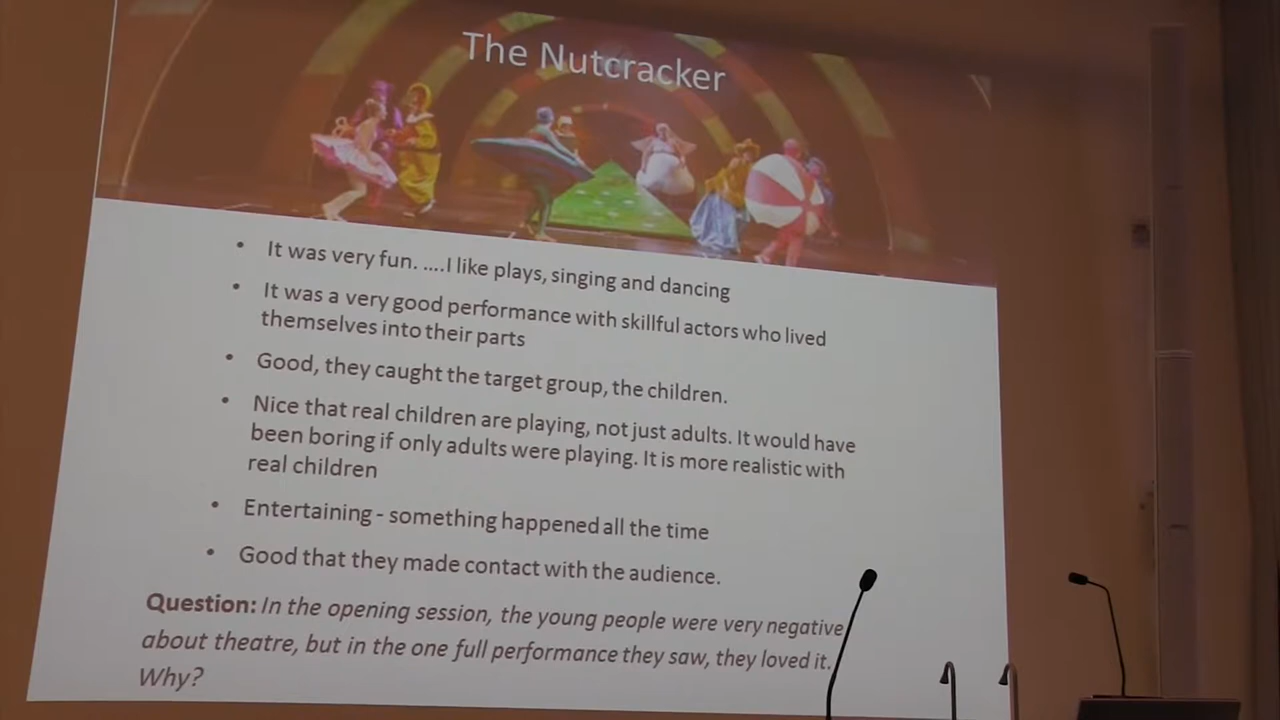 The Nutcracker
• It was very fun. ....I like plays, singing and dancing
• It was a very good performance with skillful actors who lived
themselves into their parts
• Good, they caught the target group, the children.
• Nice that real children are playing, not just adults. It would have
been boring if only adults were playing. It is more realistic with
real children
• Entertaining - something happened all the time
• Good that they made contact with the audience.
Question: In the opening session, the young people were very negative
about theatre, but in the one full performance they saw, they loved it.
Why?